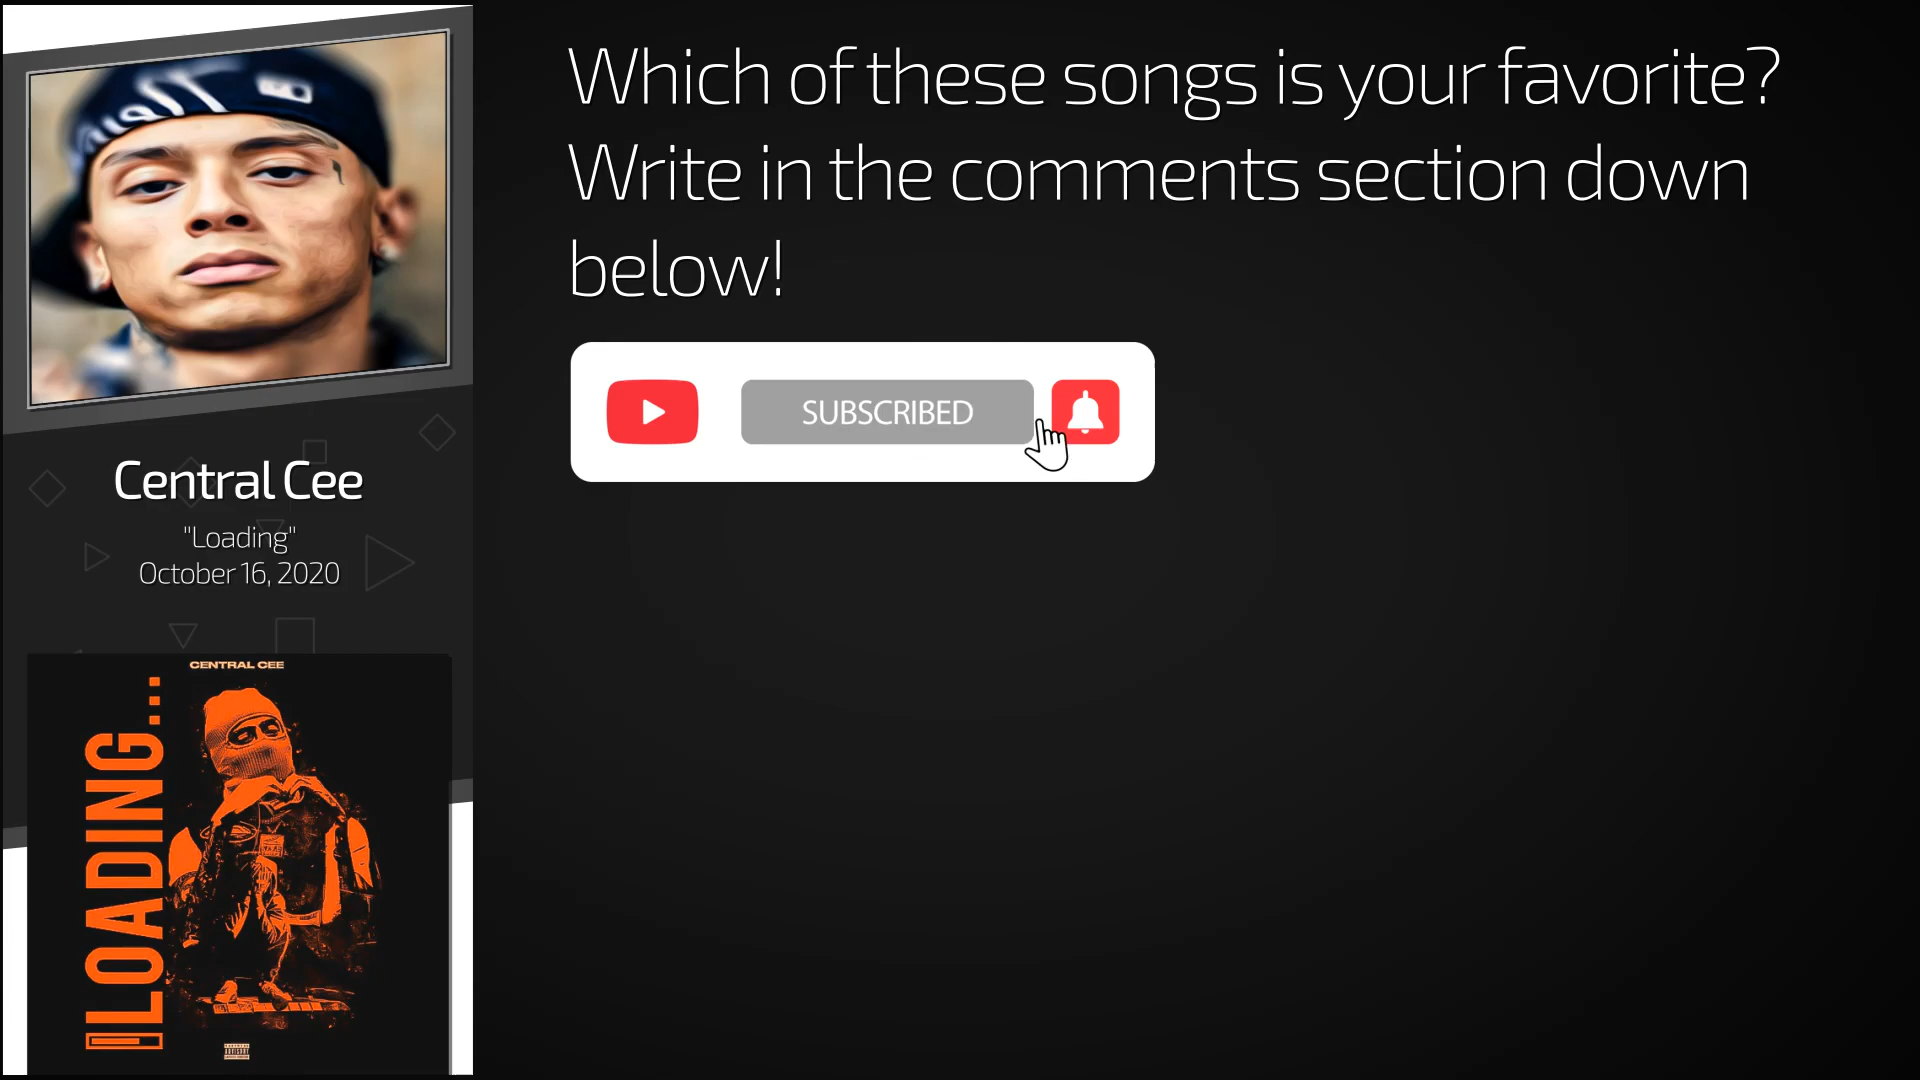 Which of these songs is your favorite?
Write in the comments section down
below!
SUBSCRIBED
Central Cee
"Loading"
October 16, 2020
CENTRAL CEE
LOADING...